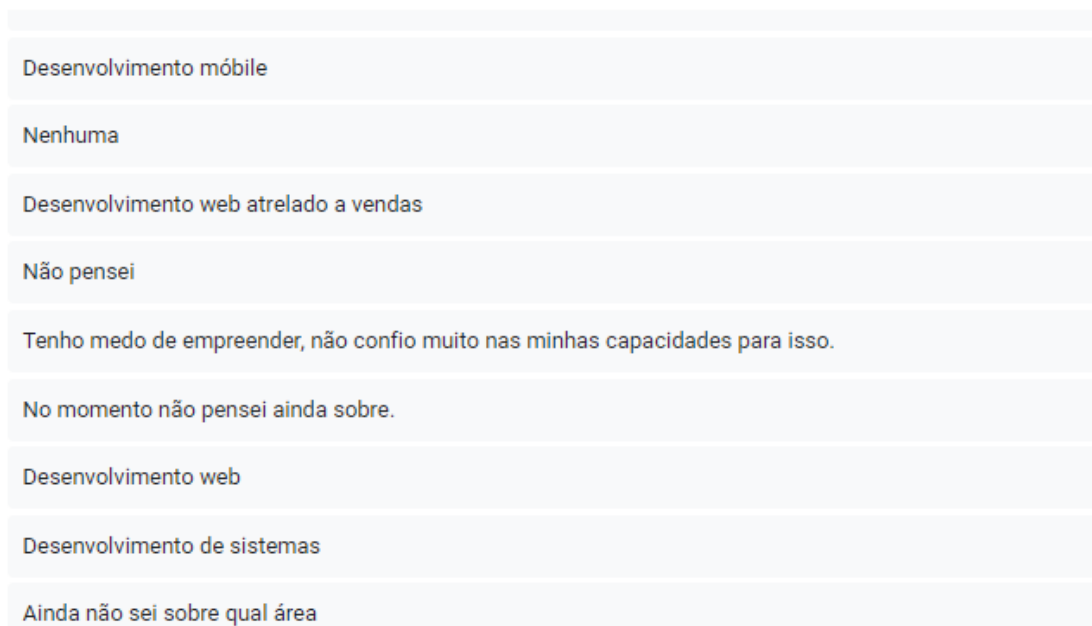 Desenvolvimento móbile
Nenhuma
Desenvolvimento web atrelado a vendas
Não pensei
Tenho medo de empreender, não confio muito nas minhas capacidades para isso.
No momento não pensei ainda sobre.
Desenvolvimento web
Desenvolvimento de sistemas
Ainda não sei sobre qual área